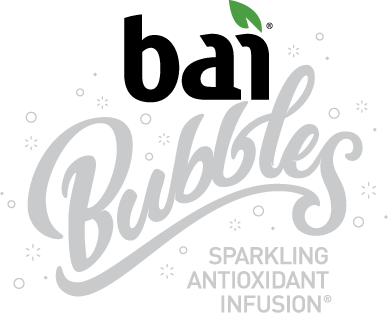 bai®
Bubbles
SPARKLING
ANTIOXIDANT
INFUSION®